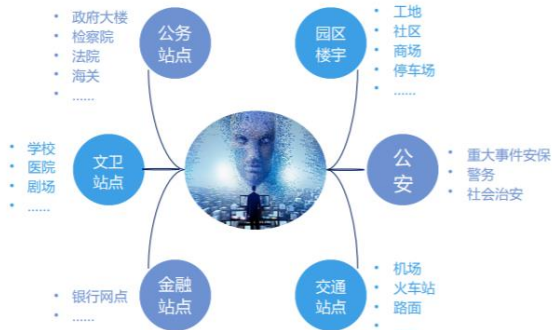 公务
站点
政府大楼
检察院
法院
海关
......
园区
楼宇
工地
社区
商场
停车场
......
文卫
站点
学校
医院
剧场
......
公
安
重大事件安保
警务
社会治安
金融
站点
银行网点
......
交通
站点
机场
火车站
路面